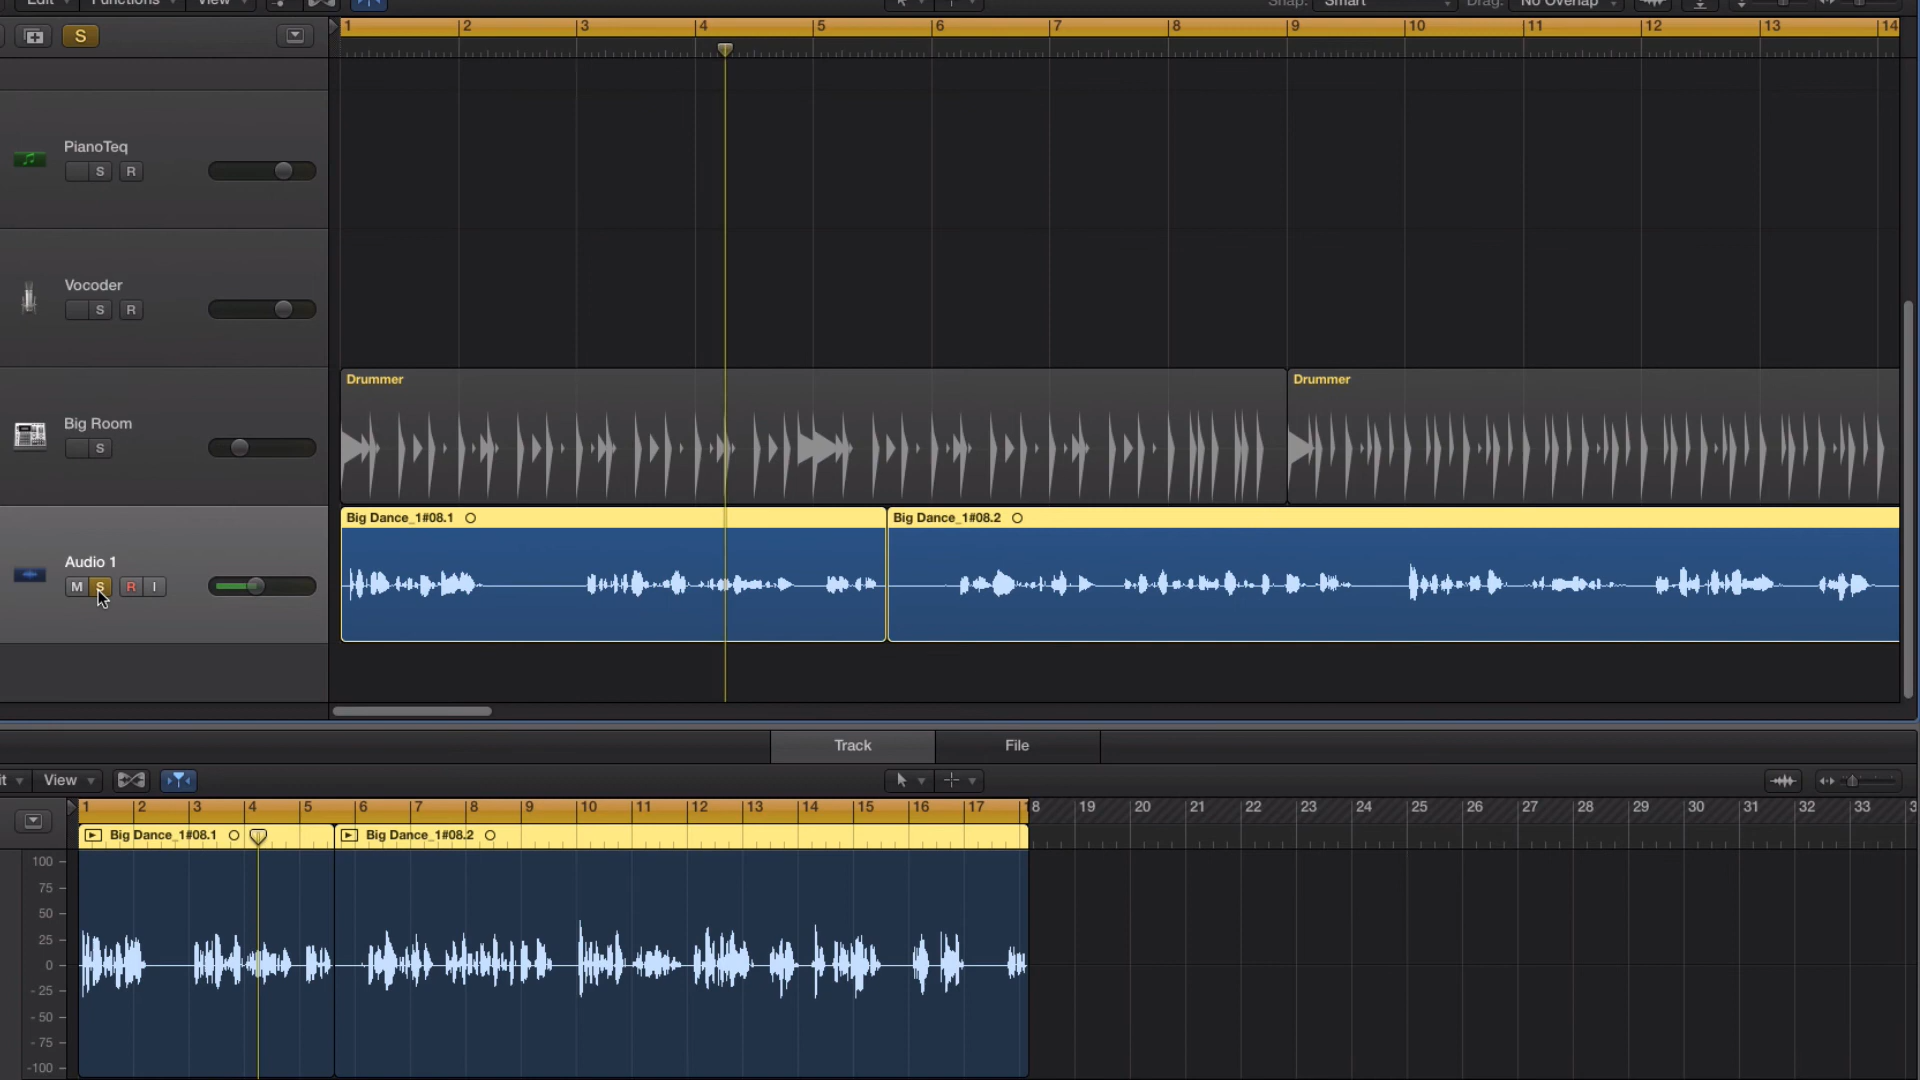 Edit Functions View Snap: Smart Drag: No Overlap
S 1 2 3 4 5 6 7 8 9 10 11 12 13 14
PianoTeq
S R
Vocoder
S R
Drummer Drummer
Big Room
S
Big Dance_1#08.1 Big Dance_1#08.2
Audio 1
M S R I
Track File
it View
1 2 3 4 5 6 7 8 9 10 11 12 13 14 15 16 17 18 19 20 21 22 23 24 25 26 27 28 29 30 31 32 33 3
Big Dance_1#08.1 Big Dance_1#08.2
100
75
50
25
0
-25
-50
-75
-100